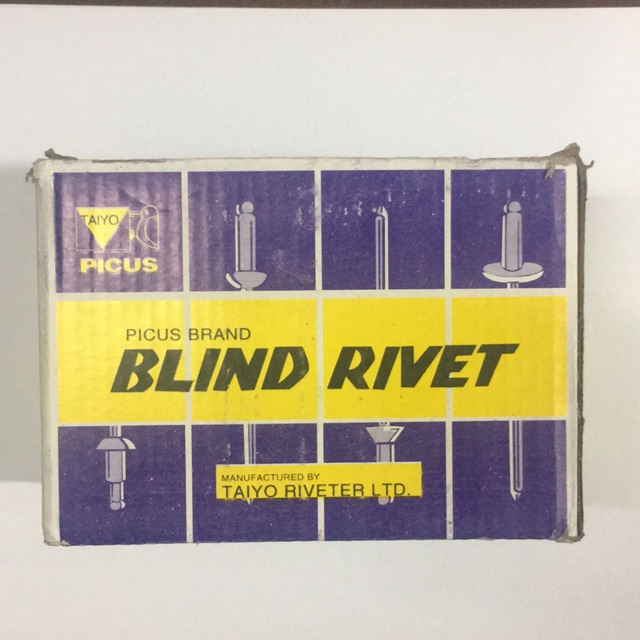 TAIYO
PICUS
PICUS BRAND
BLIND RIVET
MANUFACTURED BY
TAIYO RIVETER LTD.